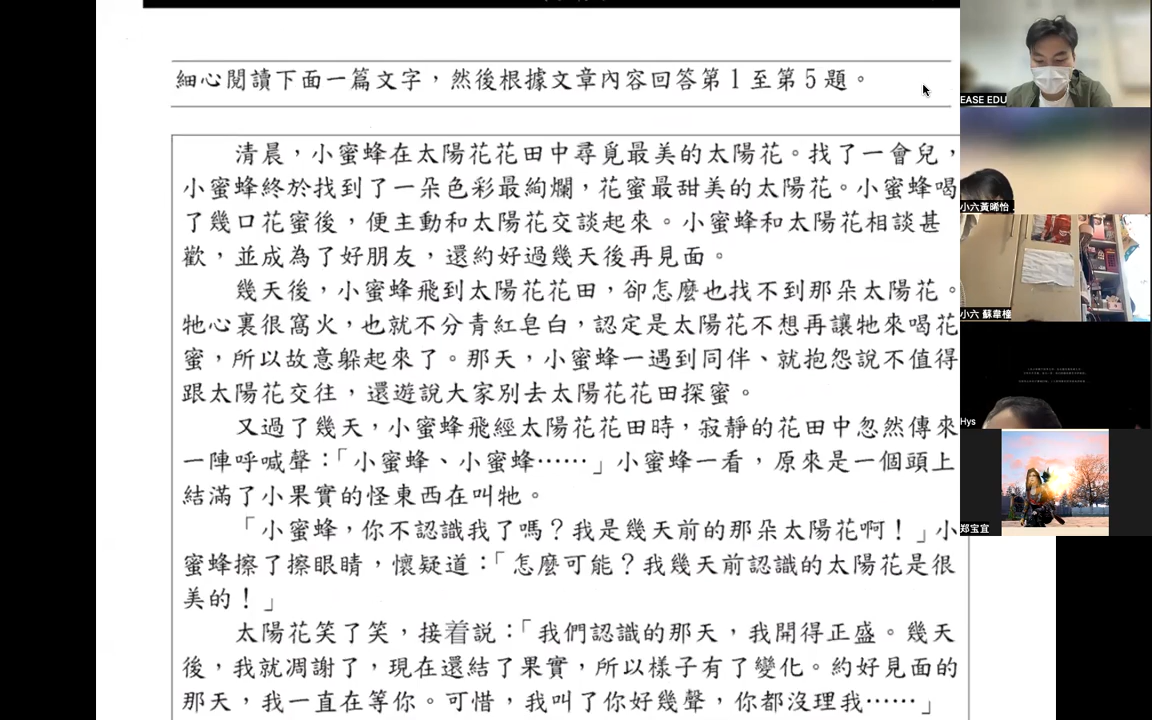 細心閱讀下面一篇文字，然後根據文章內容回答第1至第5題。
清晨，小蜜蜂在太陽花花田中尋覓最美的太陽花。找了一會兒，
小蜜蜂終於找到了一朵色彩最絢爛，花蜜最甜美的太陽花。小蜜蜂喝
了幾口花蜜後，便主動和太陽花交談起來。小蜜蜂和太陽花相談甚
歡，並成為了好朋友，還約好過幾天後再見面。
幾天後，小蜜蜂飛到太陽花花田，卻怎麼也找不到那朵太陽花。
牠心裏很窩火，也就不分青紅皂白，認定是太陽花不想再讓牠來喝花
蜜，所以故意躲起來了。那天，小蜜蜂一遇到同伴、就抱怨說不值得
跟太陽花交往，還遊說大家別去太陽花花田探蜜。
又過了幾天，小蜜蜂飛經太陽花花田時，寂靜的花田中忽然傳來
一陣呼喊聲：「小蜜蜂、小蜜蜂……」小蜜蜂一看，原來是一個頭上
結滿了小果實的怪東西在叫牠。
「小蜜蜂，你不認識我了嗎？我是幾天前的那朵太陽花啊！」小
蜜蜂擦了擦眼睛，懷疑道：「怎麼可能？我幾天前認識的太陽花是很
美的！」
太陽花笑了笑，接着說：「我們認識的那天，我開得正盛。幾天
後，我就凋謝了，現在還結了果實，所以樣子有了變化。約好見面的
那天，我一直在等你。可惜，我叫了你好幾聲，你都沒理我……」
EASE EDU
小六黃晞怡
小六 蘇韋橦
Hys
郑宝宜